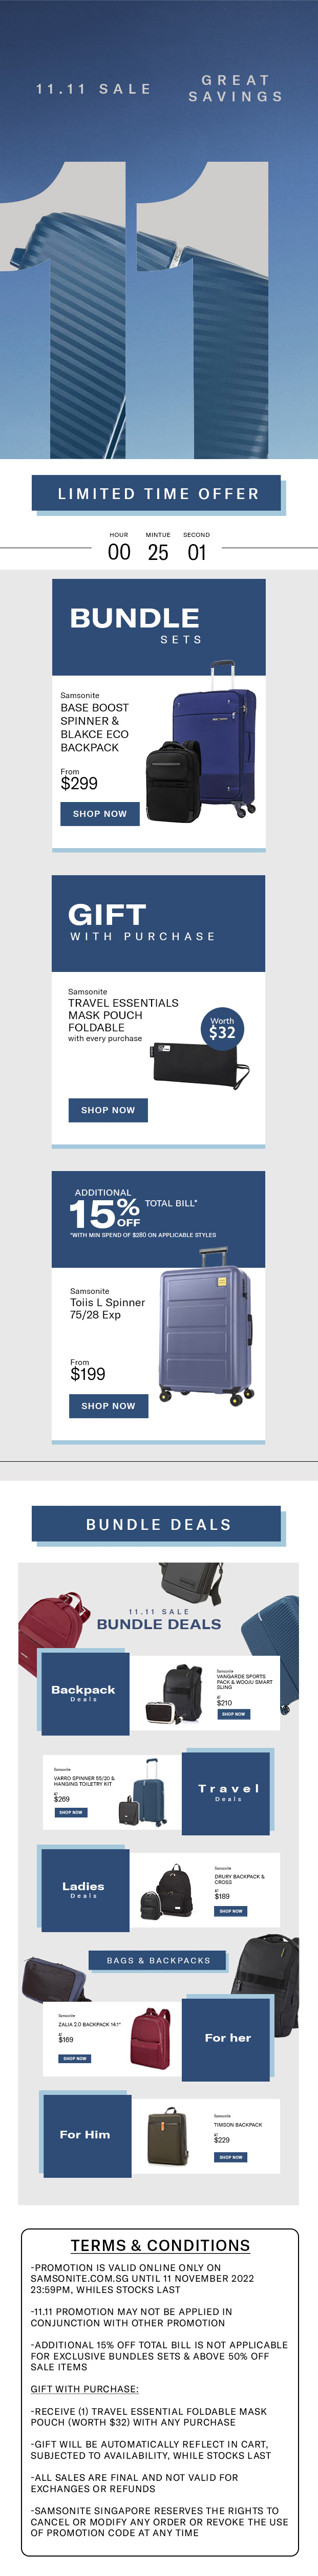 11.11 SALE
GREAT
SAVINGS
11
LIMITED TIME OFFER
HOUR MINTUE SECOND
00 25 01
BUNDLE
SETS
Samsonite
BASE BOOST
SPINNER &
BLAKCE ECO
BACKPACK
From
$299
SHOP NOW
GIFT
WITH PURCHASE
Samsonite
TRAVEL ESSENTIALS
MASK POUCH
FOLDABLE
with every purchase
Worth
$32
SHOP NOW
ADDITIONAL
15% OFF TOTAL BILL*
*WITH MIN SPEND OF $280 ON APPLICABLE STYLES
Samsonite
Toiis L Spinner
75/28 Exp
From
$199
SHOP NOW
BUNDLE DEALS
11.11 SALE
BUNDLE DEALS
Backpack
Deals
Samsonite
VANGARDE SPORTS
PACK & WOOJU SMART
SLING
AT
$210
SHOP NOW
Samsonite
VARRO SPINNER 55/20 &
HANGING TOILETRY KIT
AT
$269
SHOP NOW
Travel
Deals
Ladies
Deals
Samsonite
DRURY BACKPACK &
CROSS
AT
$189
SHOP NOW
BAGS & BACKPACKS
Samsonite
ZALIA 2.0 BACKPACK 14.1"
AT
$169
SHOP NOW
For her
For Him
Samsonite
TIMSON BACKPACK
AT
$229
SHOP NOW
TERMS & CONDITIONS
-PROMOTION IS VALID ONLINE ONLY ON
SAMSONITE.COM.SG UNTIL 11 NOVEMBER 2022
23:59PM, WHILES STOCKS LAST
-11.11 PROMOTION MAY NOT BE APPLIED IN
CONJUNCTION WITH OTHER PROMOTION
-ADDITIONAL 15% OFF TOTAL BILL IS NOT APPLICABLE
FOR EXCLUSIVE BUNDLES SETS & ABOVE 50% OFF
SALE ITEMS
GIFT WITH PURCHASE:
-RECEIVE (1) TRAVEL ESSENTIAL FOLDABLE MASK
POUCH (WORTH $32) WITH ANY PURCHASE
-GIFT WILL BE AUTOMATICALLY REFLECT IN CART,
SUBJECTED TO AVAILABILITY, WHILE STOCKS LAST
-ALL SALES ARE FINAL AND NOT VALID FOR
EXCHANGES OR REFUNDS
-SAMSONITE SINGAPORE RESERVES THE RIGHTS TO
CANCEL OR MODIFY ANY ORDER OR REVOKE THE USE
OF PROMOTION CODE AT ANY TIME